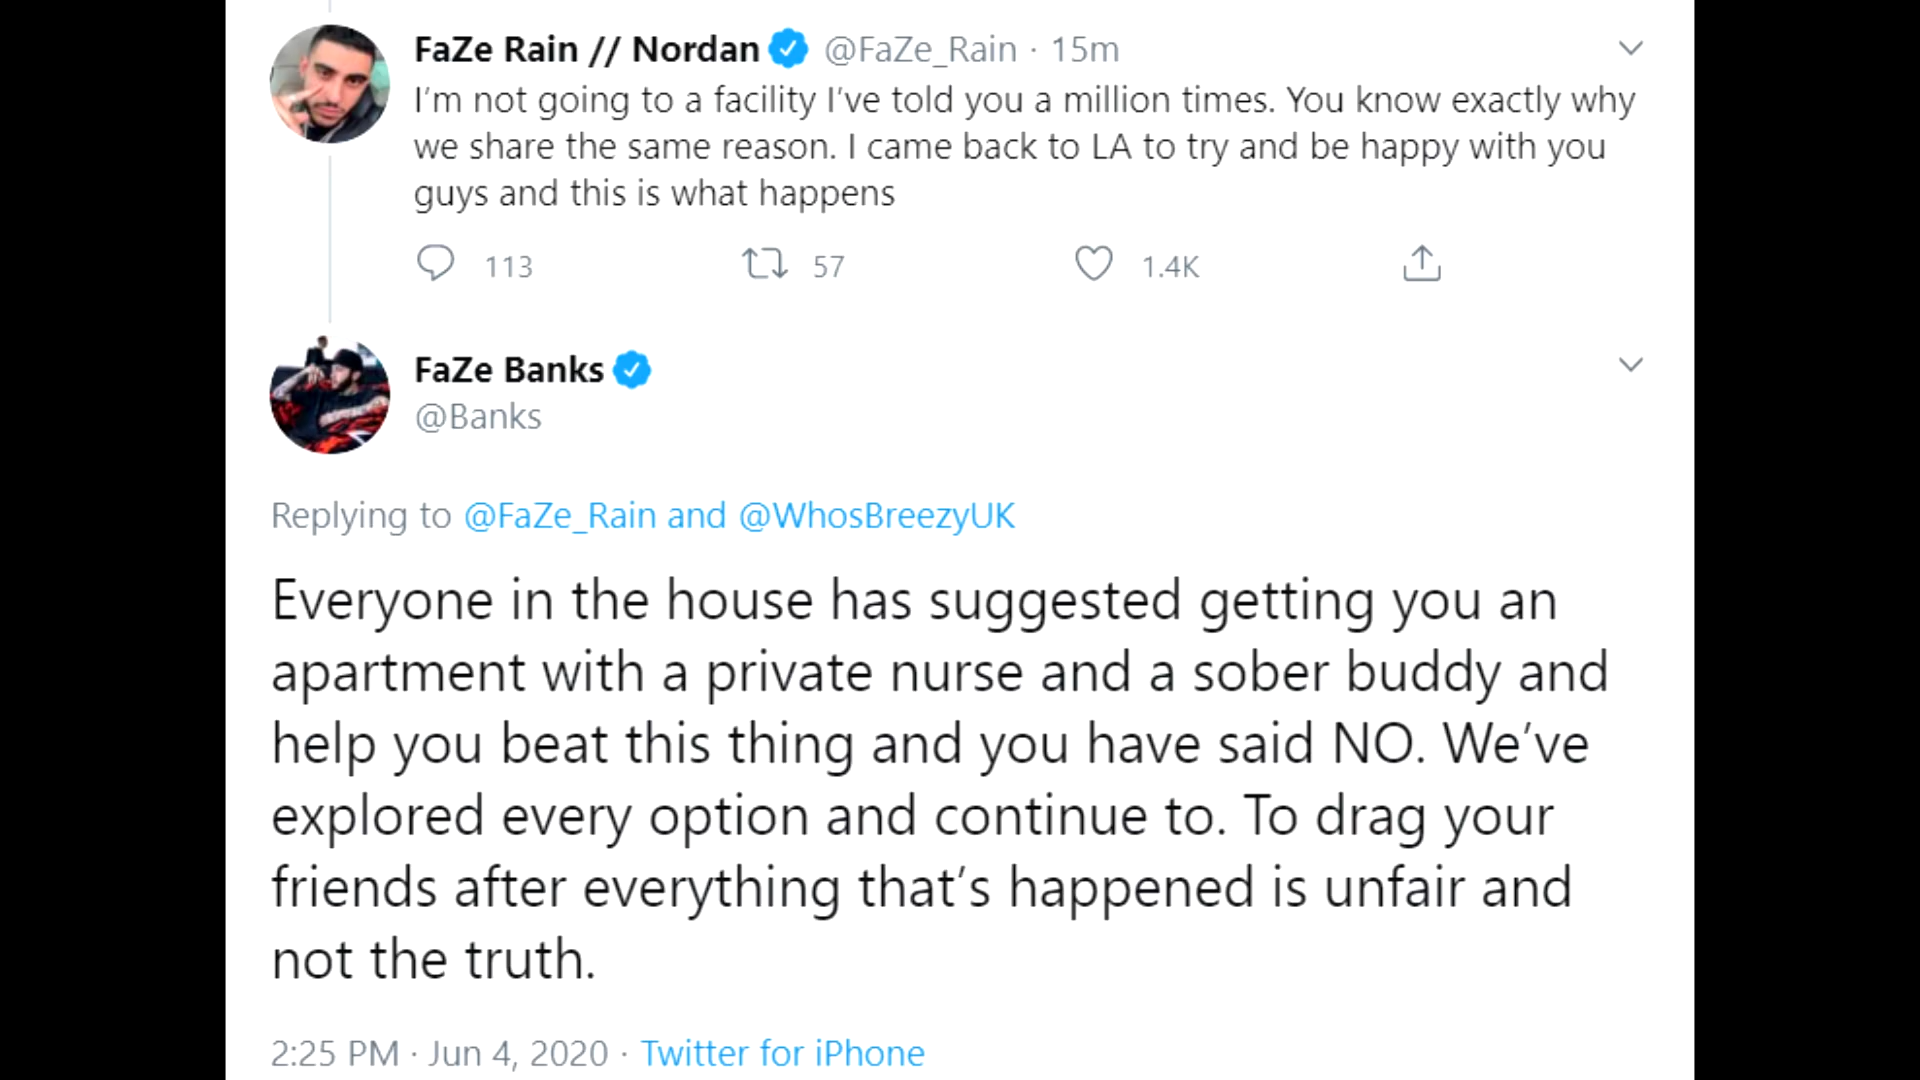 FaZe Rain // Nordan @FaZe_Rain · 15m
I'm not going to a facility I've told you a million times. You know exactly why
we share the same reason. I came back to LA to try and be happy with you
guys and this is what happens
113 57 1.4K
FaZe Banks
@Banks
Replying to @FaZe_Rain and @WhosBreezyUK
Everyone in the house has suggested getting you an
apartment with a private nurse and a sober buddy and
help you beat this thing and you have said NO. We've
explored every option and continue to. To drag your
friends after everything that's happened is unfair and
not the truth.
2:25 PM · Jun 4, 2020 · Twitter for iPhone